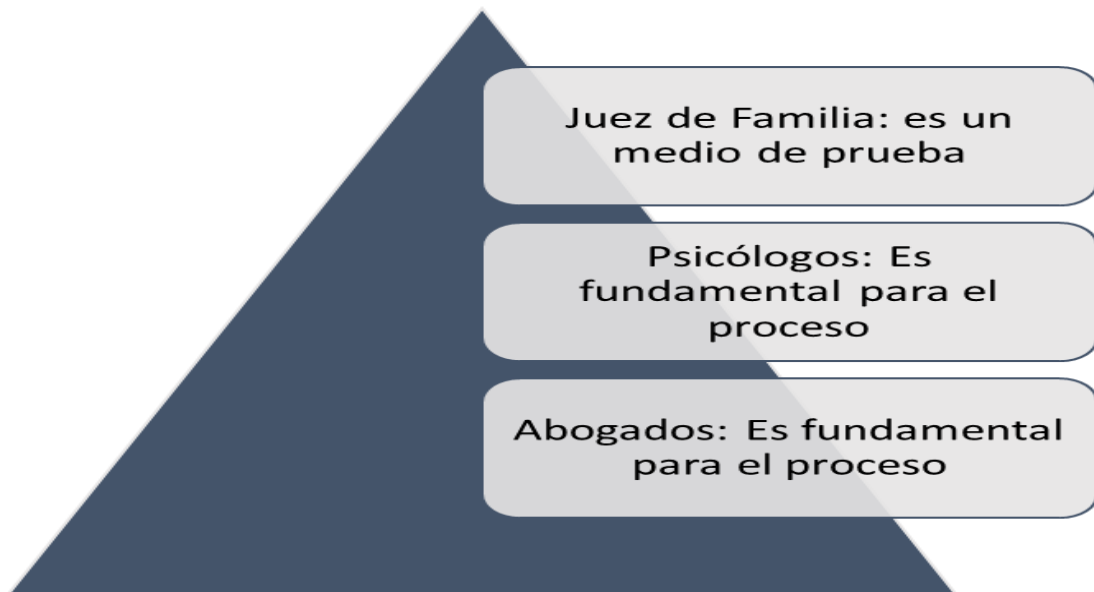 Juez de Familia: es un
medio de prueba
Psicólogos: Es
fundamental para el
proceso
Abogados: Es fundamental
para el proceso